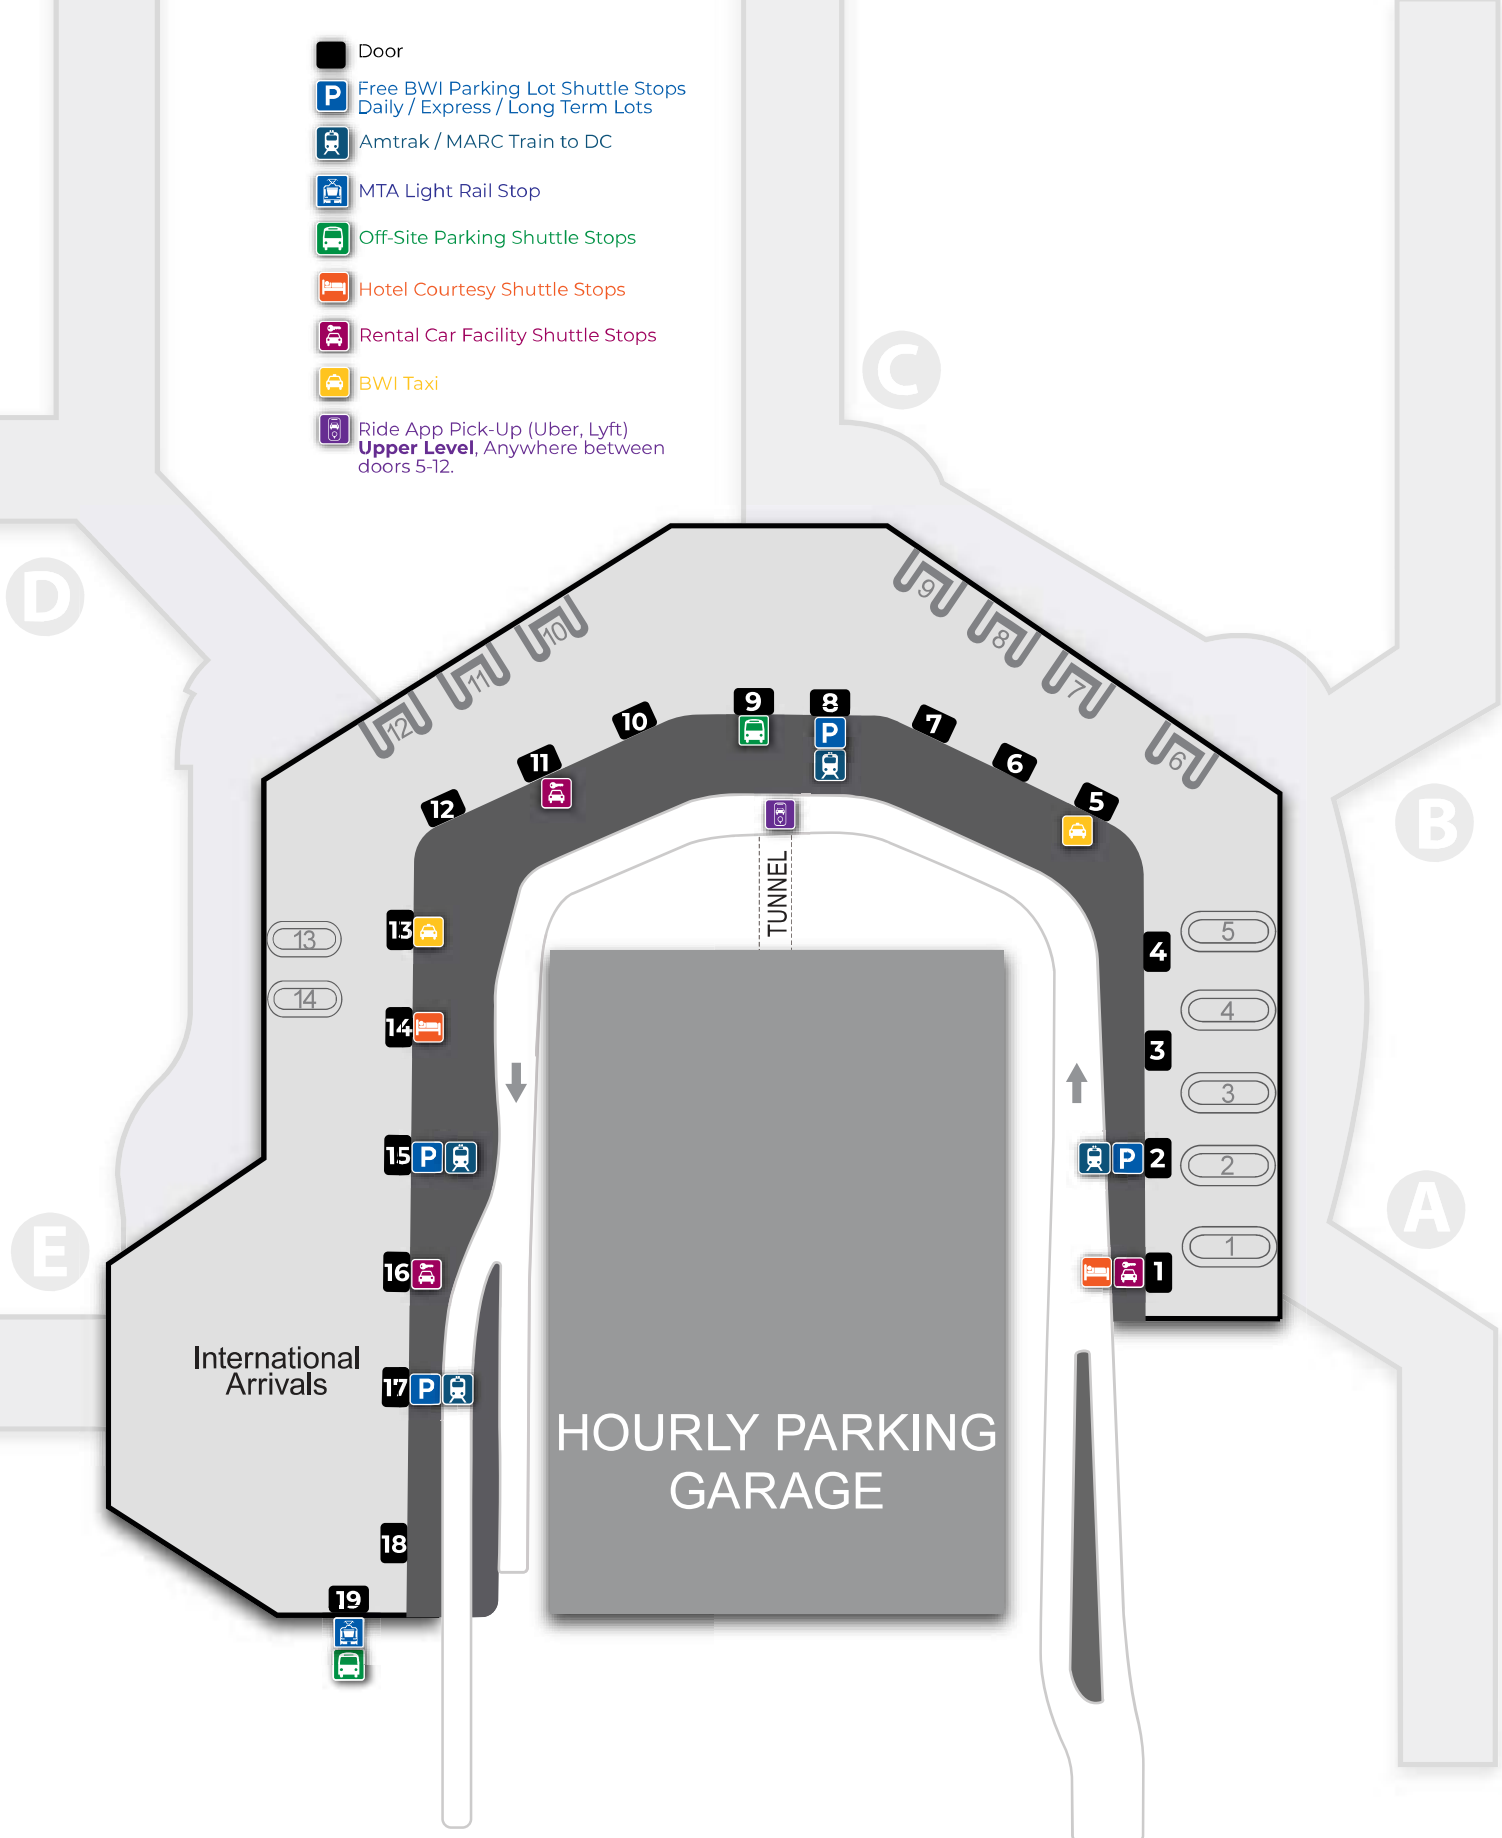 Door
P
Free BWI Parking Lot Shuttle Stops
Daily / Express / Long Term Lots
Amtrak / MARC Train to DC
MTA Light Rail Stop
Off-Site Parking Shuttle Stops
Hotel Courtesy Shuttle Stops
Rental Car Facility Shuttle Stops
BWI Taxi
Ride App Pick-Up (Uber, Lyft)
Upper Level, Anywhere between
doors 5-12.
C
D
B
E
A
9
8
7
6
10
11
12
9
8
P
10
7
11
6
12
5
TUNNEL
13
13
14
14
4
5
3
4
3
15 P
P 2
2
16
1
1
International
Arrivals
17 P
HOURLY PARKING
GARAGE
18
19